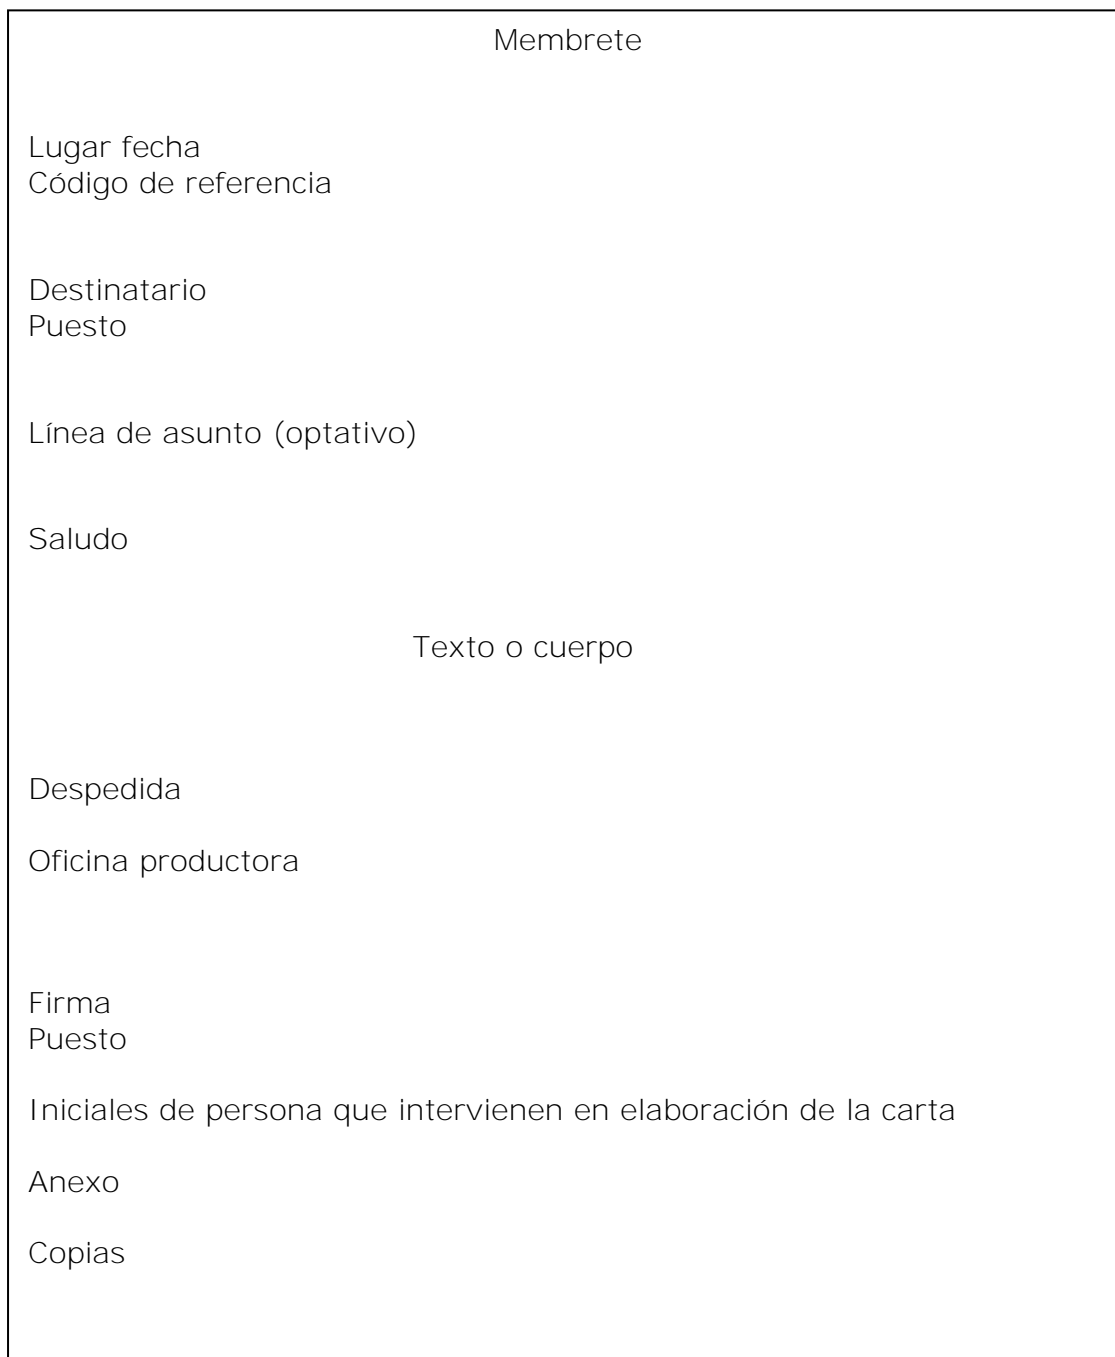 Membrete
Lugar fecha
Código de referencia
Destinatario
Puesto
Línea de asunto (optativo)
Saludo
Texto o cuerpo
Despedida
Oficina productora
Firma
Puesto
Iniciales de persona que intervienen en elaboración de la carta
Anexo
Copias